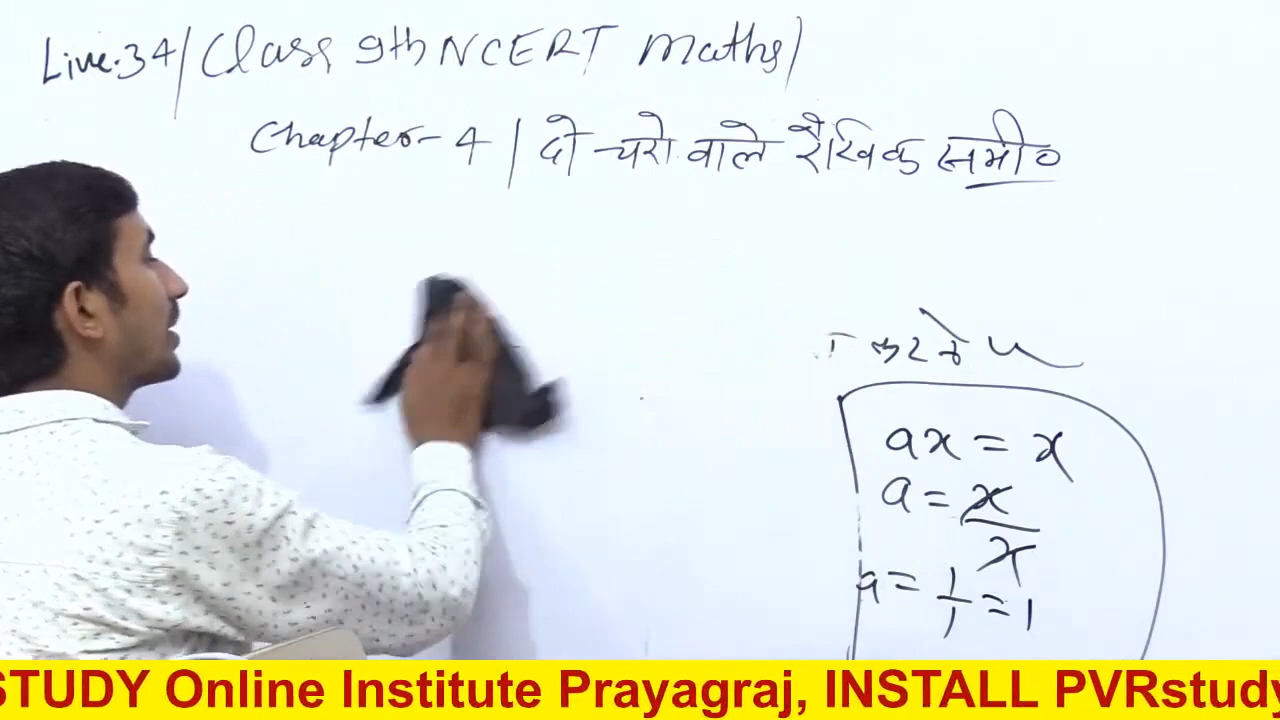 Live.34/Class 9th NCERT Maths/
Chapter-4/दो चरो वाले रैखिक समी०
ax = x
a = x/x
a = 1/1 = 1
STUDY Online Institute Prayagraj, INSTALL PVRstudy